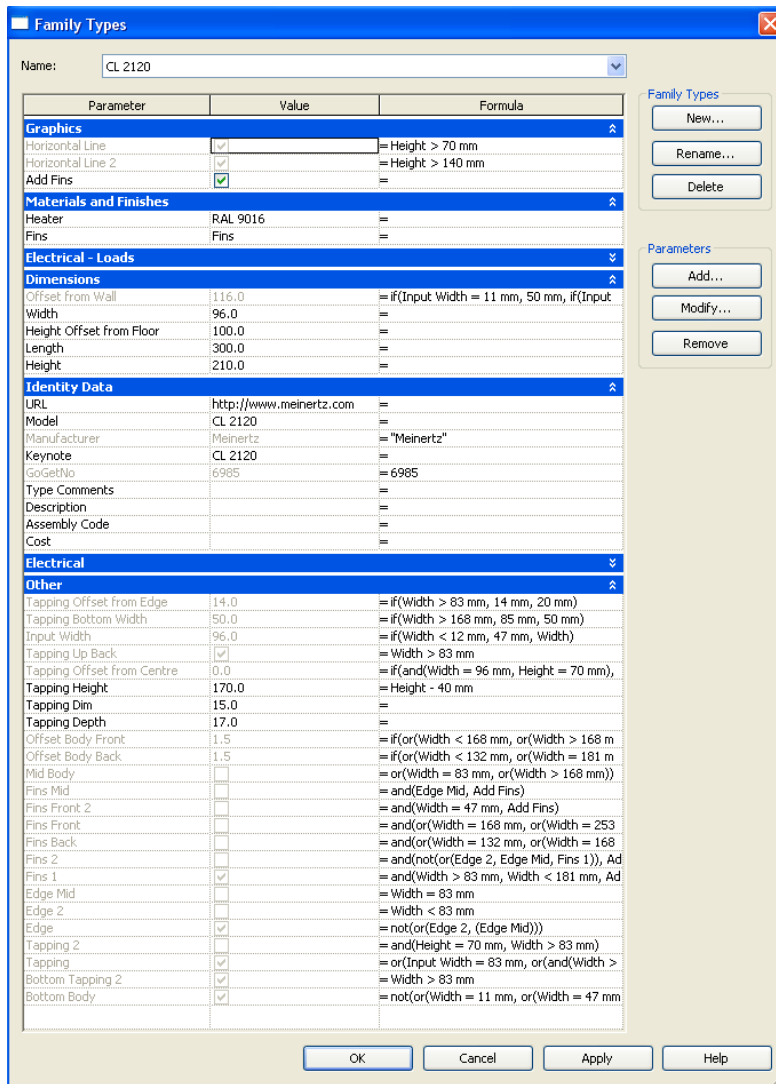 Family Types
Name: CL 2120
Parameter Value Formula
Graphics
Horizontal Line = Height > 70 mm
Horizontal Line 2 = Height > 140 mm
Add Fins =
Materials and Finishes
Heater RAL 9016 =
Fins Fins =
Electrical - Loads
Dimensions
Offset from Wall 116.0 = if(Input Width = 11 mm, 50 mm, if(Input
Width 96.0 =
Height Offset from Floor 100.0 =
Length 300.0 =
Height 210.0 =
Identity Data
URL http://www.meinertz.com =
Model CL 2120 =
Manufacturer Meinertz = "Meinertz"
Keynote CL 2120 =
GoGetNo 6985 = 6985
Type Comments =
Description =
Assembly Code =
Cost =
Electrical
Other
Tapping Offset from Edge 14.0 = if(Width > 83 mm, 14 mm, 20 mm)
Tapping Bottom Width 50.0 = if(Width > 168 mm, 85 mm, 50 mm)
Input Width 96.0 = if(Width < 12 mm, 47 mm, Width)
Tapping Up Back = Width > 83 mm
Tapping Offset from Centre 0.0 = if(and(Width = 96 mm, Height = 70 mm),
Tapping Height 170.0 = Height - 40 mm
Tapping Dim 15.0 =
Tapping Depth 17.0 =
Offset Body Front 1.5 = if(or(Width < 168 mm, or(Width > 168 m
Offset Body Back 1.5 = if(or(Width < 132 mm, or(Width = 181 m
Mid Body = or(Width = 83 mm, or(Width > 168 mm))
Fins Mid = and(Edge Mid, Add Fins)
Fins Front 2 = and(Width = 47 mm, Add Fins)
Fins Front = and(or(Width = 168 mm, or(Width = 253
Fins Back = and(or(Width = 132 mm, or(Width = 168
Fins 2 = and(not(or(Edge 2, Edge Mid, Fins 1)), Ad
Fins 1 = and(Width > 83 mm, Width < 181 mm, Ad
Edge Mid = Width = 83 mm
Edge 2 = Width < 83 mm
Edge = not(or(Edge 2, (Edge Mid)))
Tapping 2 = and(Height = 70 mm, Width > 83 mm)
Tapping = or(Input Width = 83 mm, or(and(Width >
Bottom Tapping 2 = Width > 83 mm
Bottom Body = not(or(Width = 11 mm, or(Width = 47 mm
Family Types
New...
Rename...
Delete
Parameters
Add...
Modify...
Remove
OK Cancel Apply Help